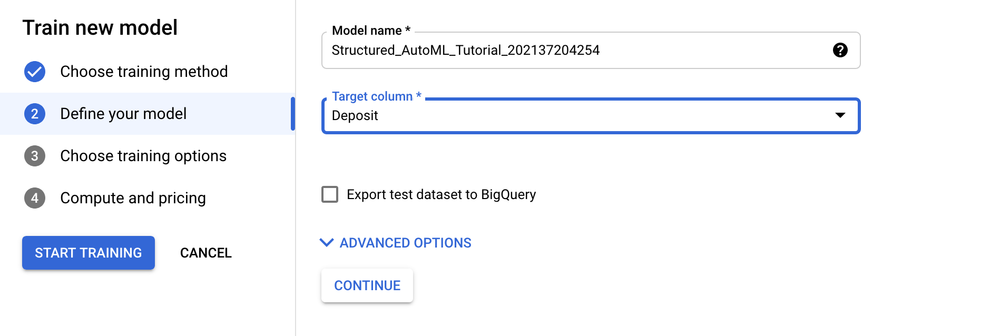 Train new model
Choose training method
2 Define your model
3 Choose training options
4 Compute and pricing
START TRAINING CANCEL
Model name *
Structured_AutoML_Tutorial_202137204254 ?
Target column *
Deposit
Export test dataset to BigQuery
ADVANCED OPTIONS
CONTINUE